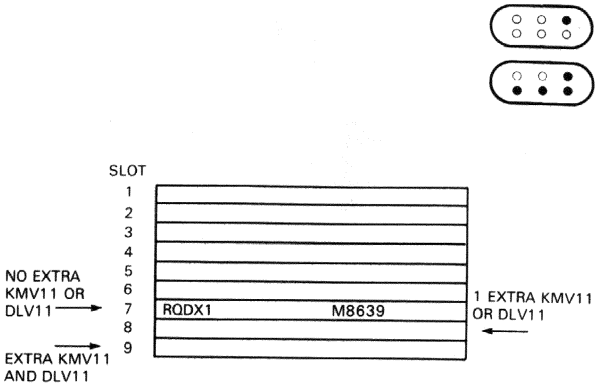 SLOT
1
2
3
4
5
6
7 RQDX1 M8639
8
9
NO EXTRA
KMV11 OR
DLV11
EXTRA KMV11
AND DLV11
1 EXTRA KMV11
OR DLV11